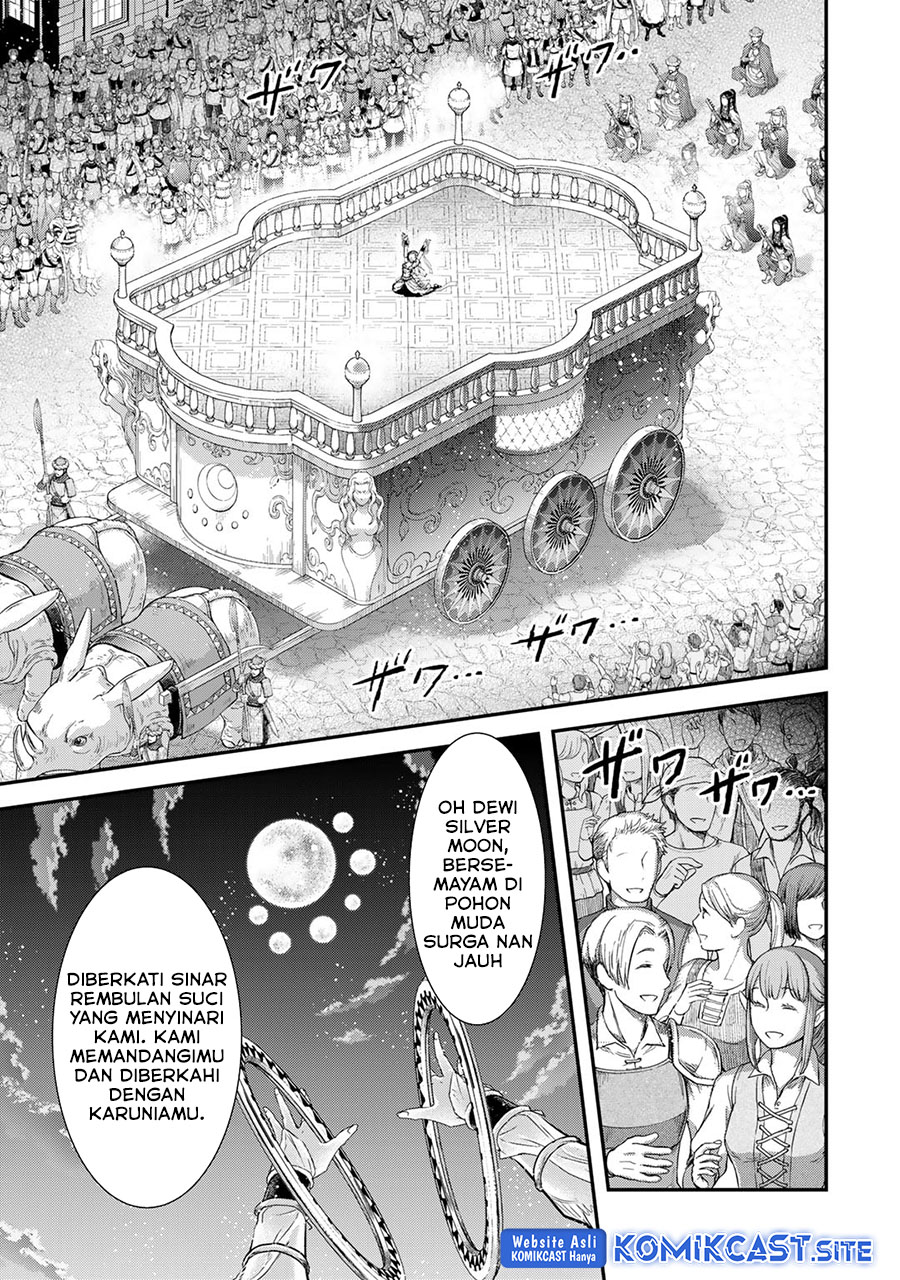 ザワ…
ザワ…
ザワ…
ザワ…
ザワ…
ザワ…
OH DEWI
SILVER
MOON,
BERSE-
MAYAM DI
POHON
MUDA
SURGA NAN
JAUH
DIBERKATI SINAR
REMBULAN SUCI
YANG MENYINARI
KAMI. KAMI
MEMANDANGIMU
DAN DIBERKAHI
DENGAN
KARUNIAMU.
Website Asli
KOMIKCAST Hanya
KOMIKCAST.SITE